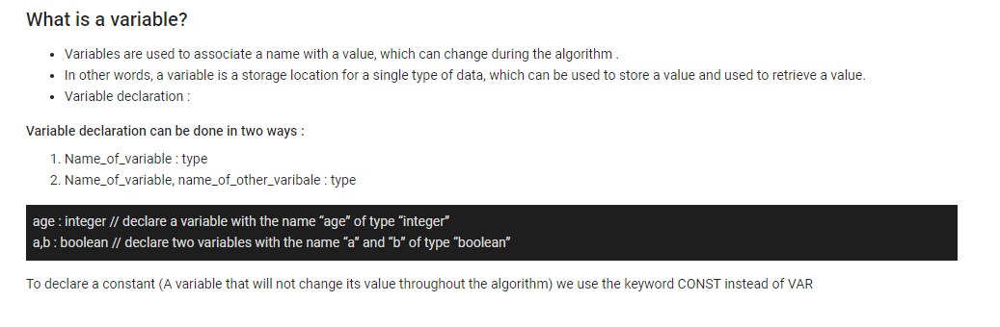 What is a variable?
• Variables are used to associate a name with a value, which can change during the algorithm .
• In other words, a variable is a storage location for a single type of data, which can be used to store a value and used to retrieve a value.
• Variable declaration :
Variable declaration can be done in two ways :
1. Name_of_variable : type
2. Name_of_variable, name_of_other_varibale : type
age : integer // declare a variable with the name “age” of type “integer”
a,b : boolean // declare two variables with the name “a” and “b” of type “boolean”
To declare a constant (A variable that will not change its value throughout the algorithm) we use the keyword CONST instead of VAR